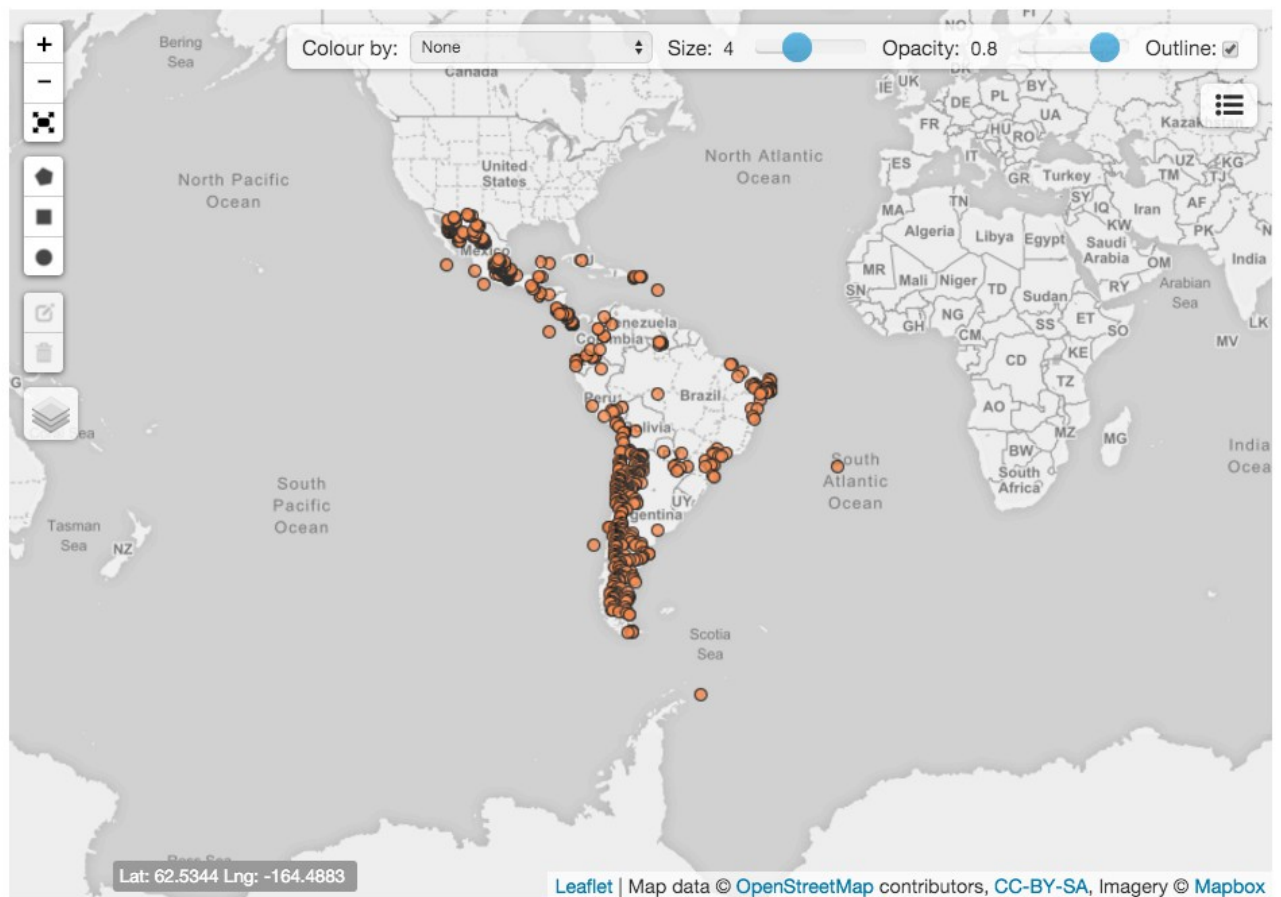 Colour by: None Size: 4 Opacity: 0.8 Outline:
+
−
Bering
Sea
Canada
IE UK
DE PL BY
UA
FR
HU RO
Kazakhstan
United
States
North Atlantic
Ocean
North Pacific
Ocean
ES IT
GR Turkey
UZ KG
TM TJ
MA TN
SY IQ Iran AF
KW PK
Algeria Libya Egypt
Saudi
Arabia
OM
India
Mexico
MR Mali Niger TD
SN
Sudan
RY
Arabian
Sea
GH NG
CM
SS ET SO
LK
MV
Venezuela
Colombia
CD KE
TZ
Peru Brazil
Bolivia
AO
MZ MG
BW
South
Africa
South
Pacific
Ocean
South
Atlantic
Ocean
UY
Argentina
Tasman
Sea
NZ
Scotia
Sea
Ross Sea
Lat: 62.5344 Lng: -164.4883
Leaflet | Map data © OpenStreetMap contributors, CC-BY-SA, Imagery © Mapbox